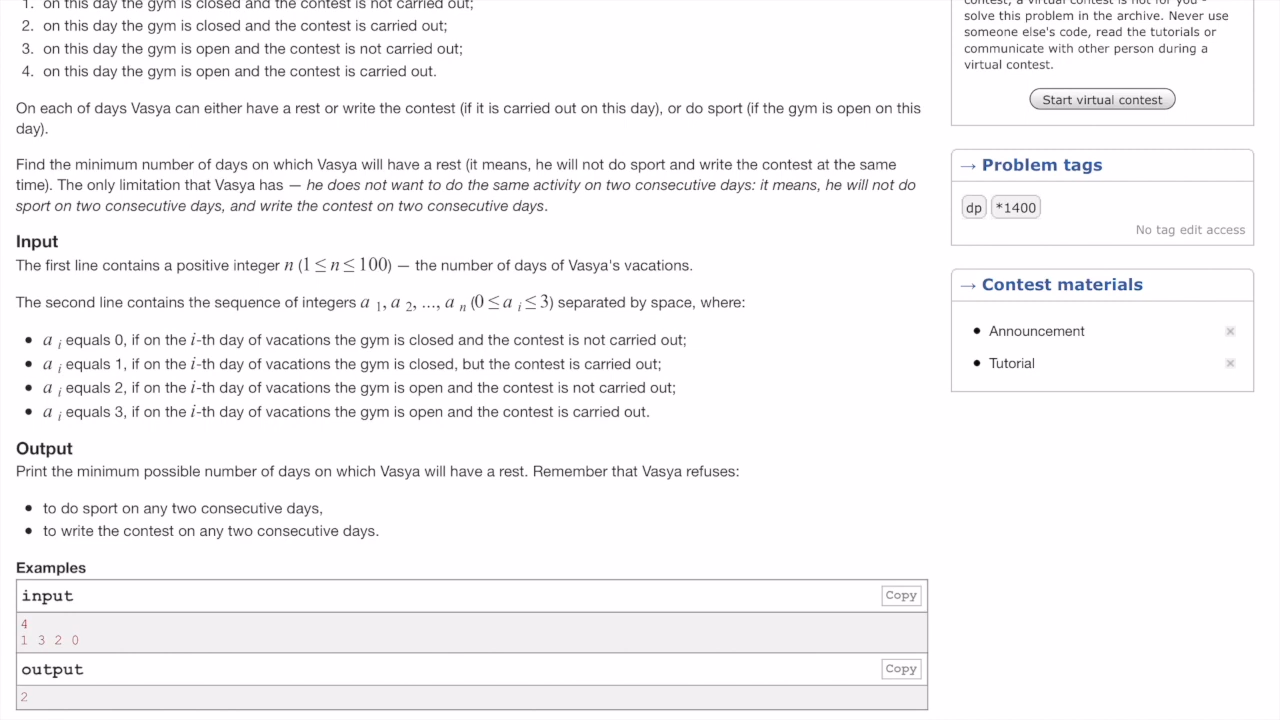 1. on this day the gym is closed and the contest is not carried out;
2. on this day the gym is closed and the contest is carried out;
3. on this day the gym is open and the contest is not carried out;
4. on this day the gym is open and the contest is carried out.
On each of days Vasya can either have a rest or write the contest (if it is carried out on this day), or do sport (if the gym is open on this
day).
Find the minimum number of days on which Vasya will have a rest (it means, he will not do sport and write the contest at the same
time). The only limitation that Vasya has — he does not want to do the same activity on two consecutive days: it means, he will not do
sport on two consecutive days, and write the contest on two consecutive days.
Input
The first line contains a positive integer n (1 ≤ n ≤ 100) — the number of days of Vasya's vacations.
The second line contains the sequence of integers a 1, a 2, ..., a n (0 ≤ a i ≤ 3) separated by space, where:
• a i equals 0, if on the i-th day of vacations the gym is closed and the contest is not carried out;
• a i equals 1, if on the i-th day of vacations the gym is closed, but the contest is carried out;
• a i equals 2, if on the i-th day of vacations the gym is open and the contest is not carried out;
• a i equals 3, if on the i-th day of vacations the gym is open and the contest is carried out.
Output
Print the minimum possible number of days on which Vasya will have a rest. Remember that Vasya refuses:
• to do sport on any two consecutive days,
• to write the contest on any two consecutive days.
Examples
input Copy
4
1 3 2 0
output Copy
2
contest, a virtual contest is not for you -
solve this problem in the archive. Never use
someone else's code, read the tutorials or
communicate with other person during a
virtual contest.
Start virtual contest
→ Problem tags
dp *1400
No tag edit access
→ Contest materials
• Announcement
• Tutorial